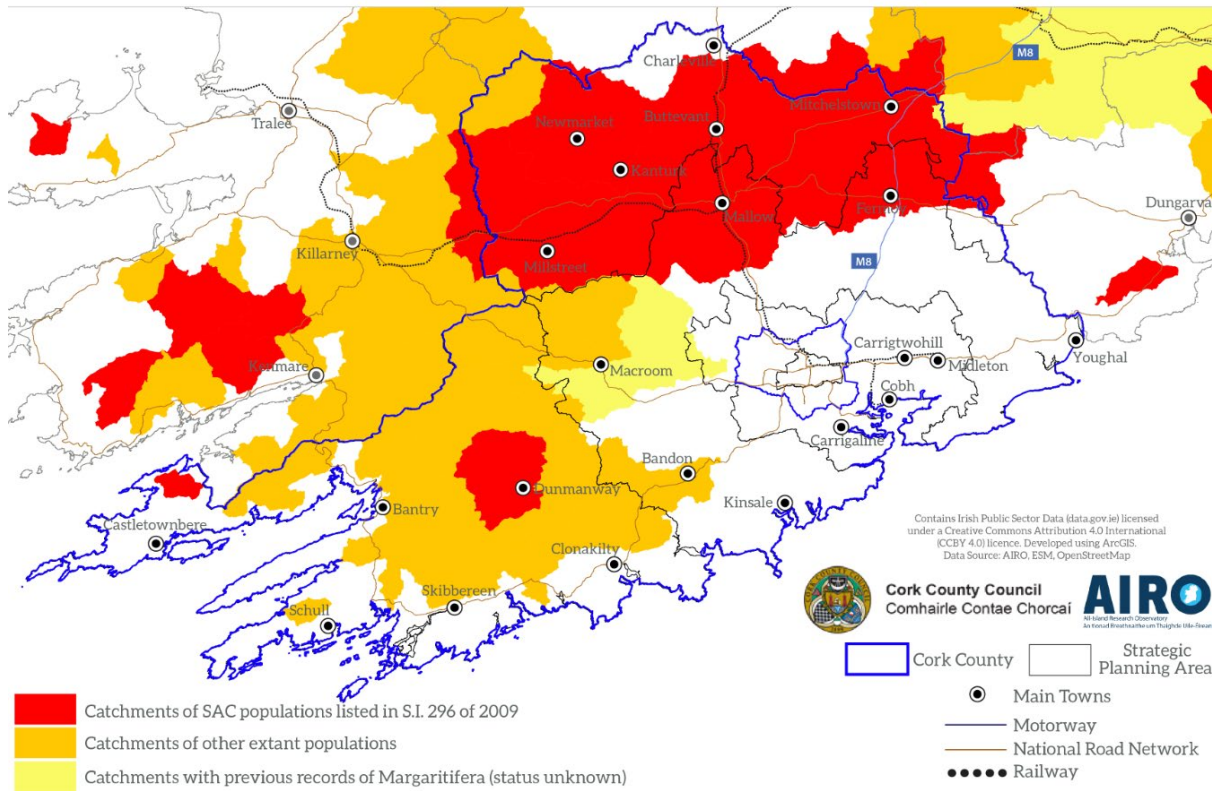 Charleville
M8
Mitchelstown
Tralee
Newmarket
Buttevant
Kanturk
Mallow
Fermoy
Dungarva
Killarney
Millstreet
M8
Kenmare
Macroom
Carrigtwohill
Midleton
Youghal
Cobh
Carrigaline
Bandon
Dunmanway
Kinsale
Bantry
Castletownbere
Clonakilty
Skibbereen
Schull
Contains Irish Public Sector Data (data.gov.ie) licensed
under a Creative Commons Attribution 4.0 International
(CCBY 4.0) licence. Developed using ArcGIS.
Data Source: AIRO, ESM, OpenStreetMap
Cork County Council
Comhairle Contae Chorcaí
AIRO
All-Island Research Observatory
Cork County
Strategic
Planning Area
Main Towns
Motorway
National Road Network
Railway
Catchments of SAC populations listed in S.I. 296 of 2009
Catchments of other extant populations
Catchments with previous records of Margaritifera (status unknown)